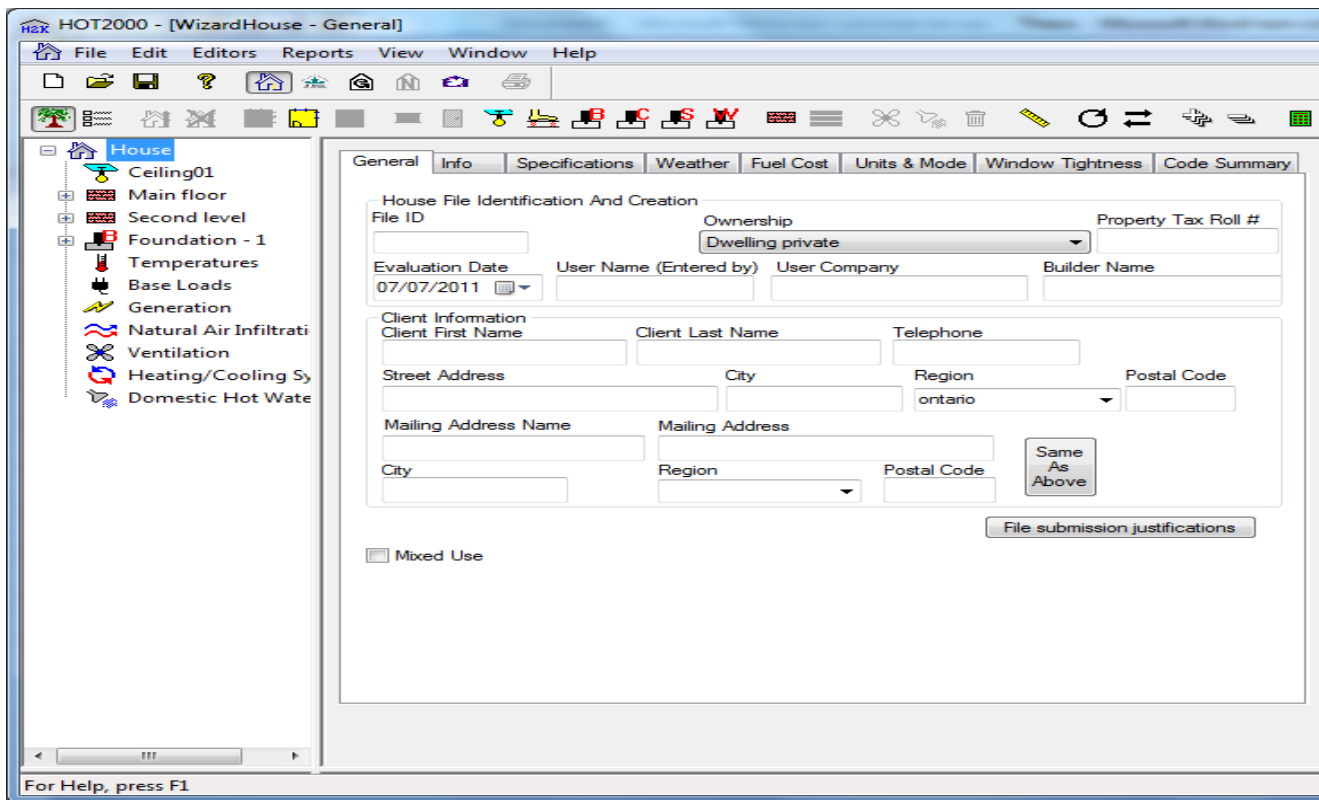 HOT2000 - [WizardHouse - General]
File Edit Editors Reports View Window Help
B C S W
House
Ceiling01
Main floor
Second level
Foundation - 1
Temperatures
Base Loads
Generation
Natural Air Infiltrati
Ventilation
Heating/Cooling Sy
Domestic Hot Wate
General Info Specifications Weather Fuel Cost Units & Mode Window Tightness Code Summary
House File Identification And Creation
File ID Ownership Property Tax Roll #
Dwelling private
Evaluation Date User Name (Entered by) User Company Builder Name
07/07/2011
Client Information
Client First Name Client Last Name Telephone
Street Address City Region Postal Code
ontario
Mailing Address Name Mailing Address
Same As Above
City Region Postal Code
File submission justifications
Mixed Use
For Help, press F1